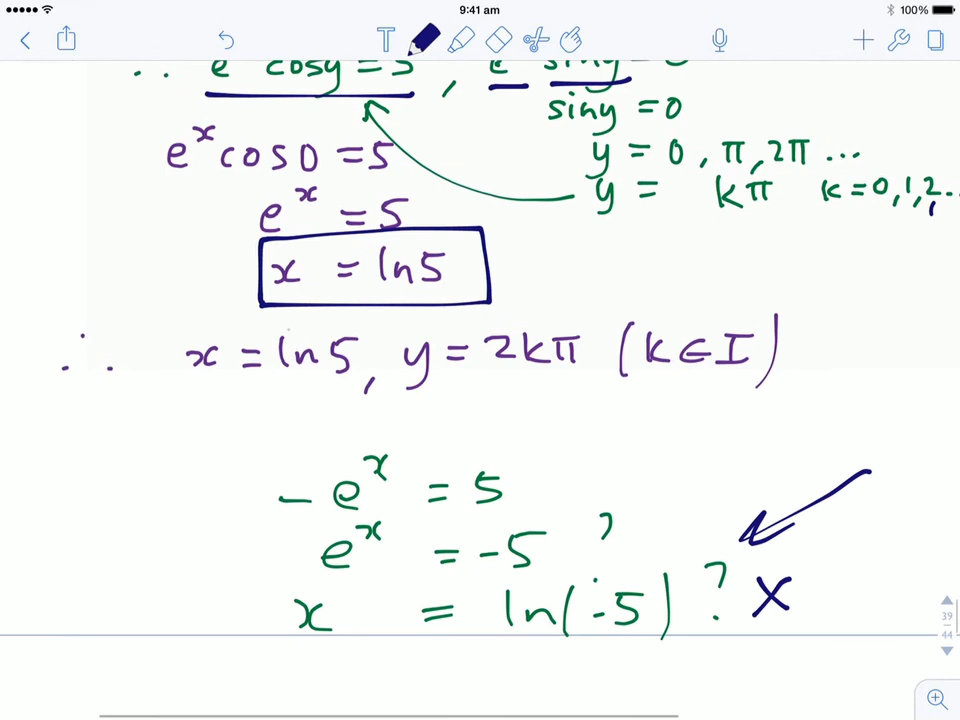 9:41 am
100%
T
∴ e cosy = 5 , e siny = 0
siny = 0
e^x cos0 = 5
y = 0, π, 2π ...
e^x = 5
y = kπ k = 0, 1, 2, ..
x = ln5
∴ x = ln5, y = 2kπ (k ∈ I)
- e^x = 5
e^x = -5 ?
x = ln(-5) ? X
39
44